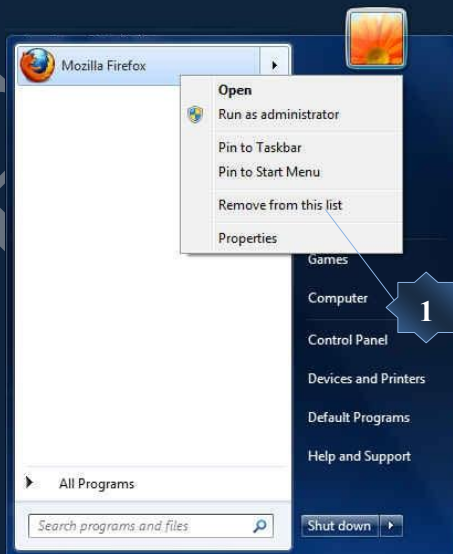 Mozilla Firefox
Open
Run as administrator
Pin to Taskbar
Pin to Start Menu
Remove from this list
Properties
Games
Computer
1
Control Panel
Devices and Printers
Default Programs
Help and Support
All Programs
Search programs and files
Shut down